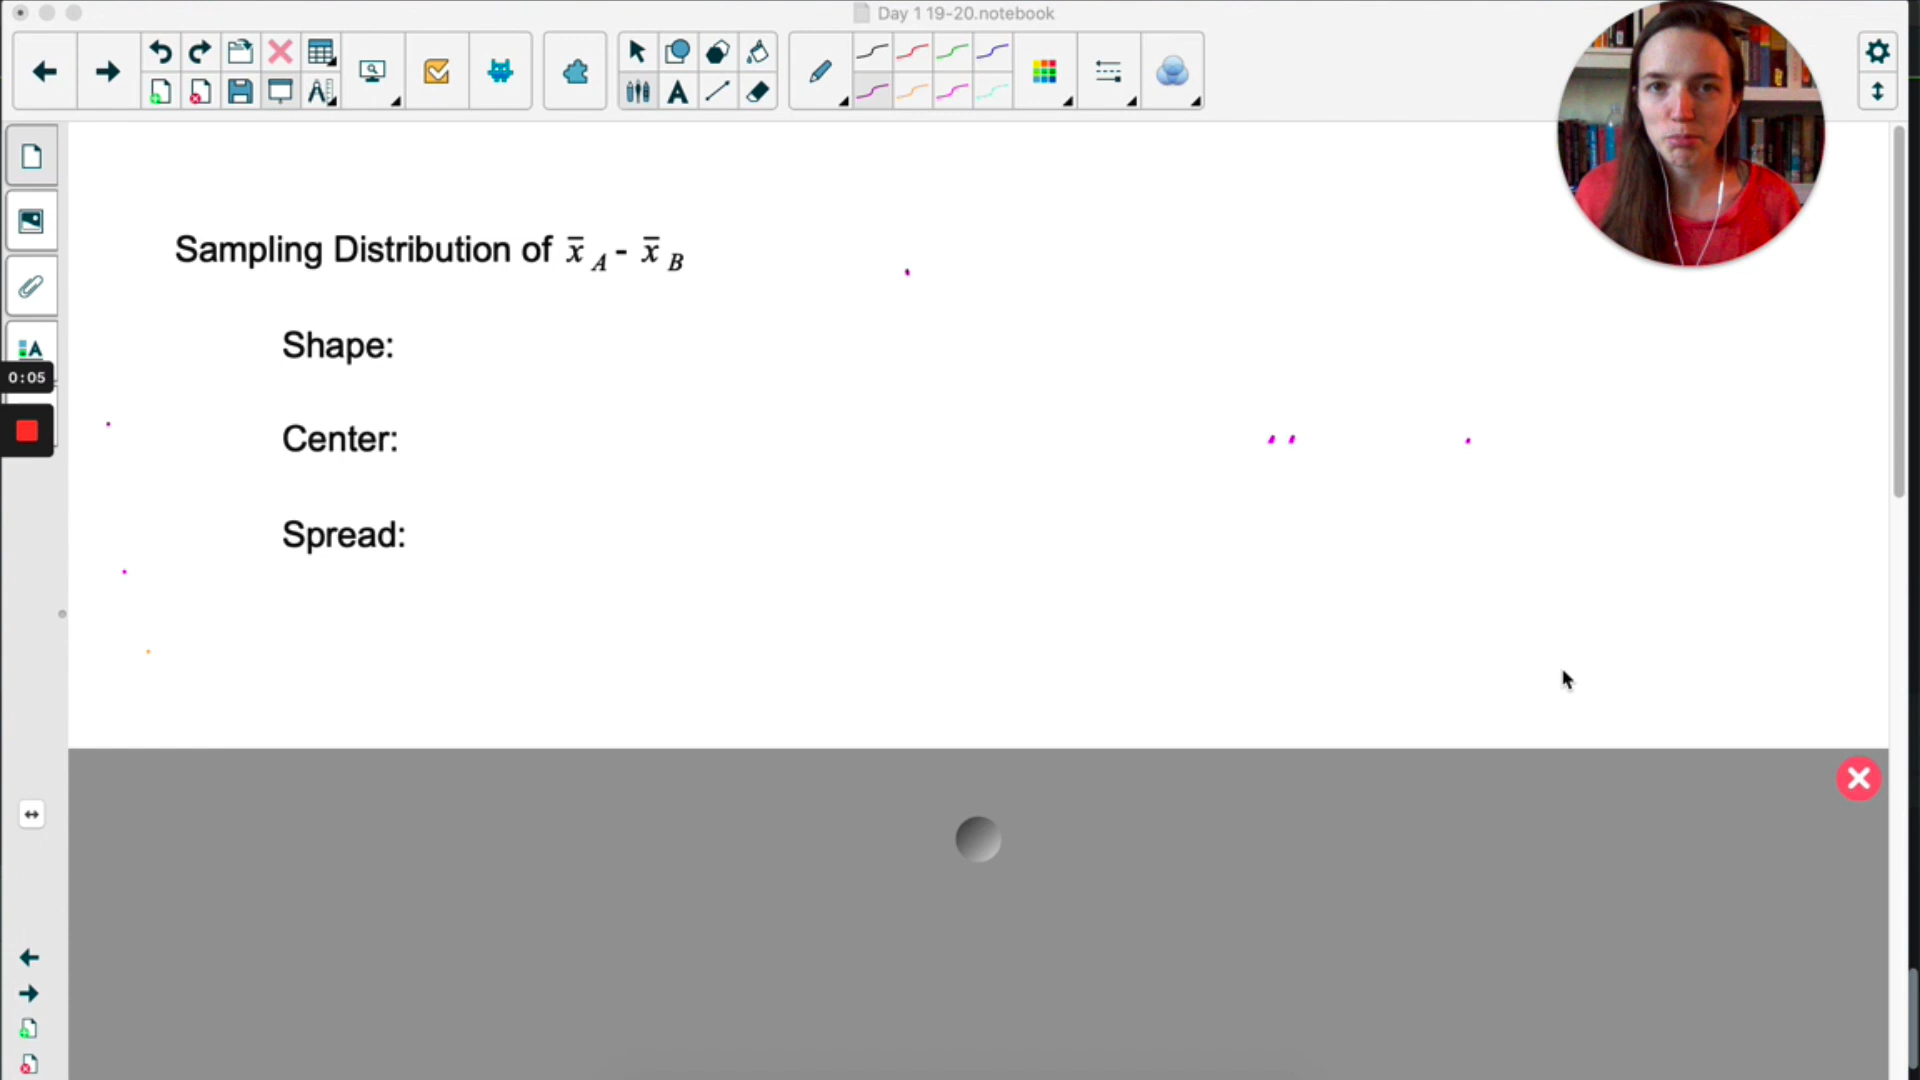 Day 1 19-20.notebook
0:05
Sampling Distribution of x̄ A - x̄ B
Shape:
Center:
Spread: